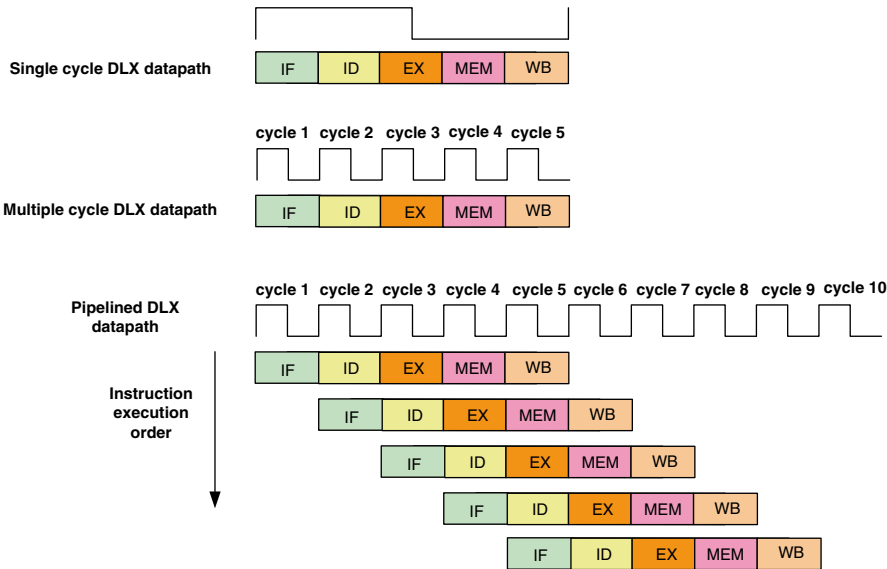 Single cycle DLX datapath
IF ID EX MEM WB
cycle 1 cycle 2 cycle 3 cycle 4 cycle 5
Multiple cycle DLX datapath
IF ID EX MEM WB
cycle 1 cycle 2 cycle 3 cycle 4 cycle 5 cycle 6 cycle 7 cycle 8 cycle 9 cycle 10
Pipelined DLX
datapath
IF ID EX MEM WB
Instruction
execution
order
IF ID EX MEM WB
IF ID EX MEM WB
IF ID EX MEM WB
IF ID EX MEM WB